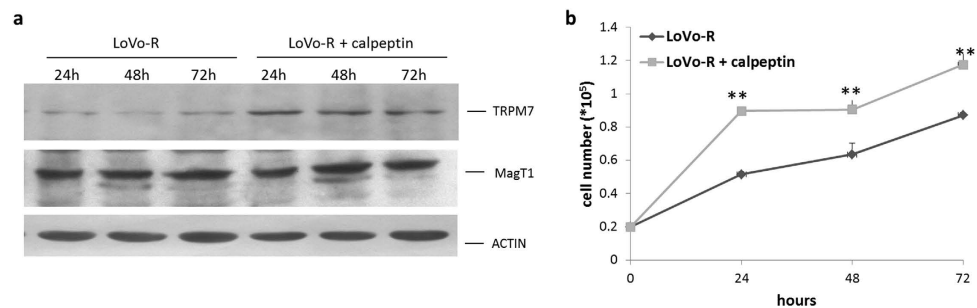 a
LoVo-R
LoVo-R + calpeptin
24h 48h 72h 24h 48h 72h
TRPM7
MagT1
ACTIN
b
LoVo-R
LoVo-R + calpeptin
cell number (*10⁵)
1.4
1.2
1
0.8
0.6
0.4
0.2
0
** ** **
0 24 48 72
hours